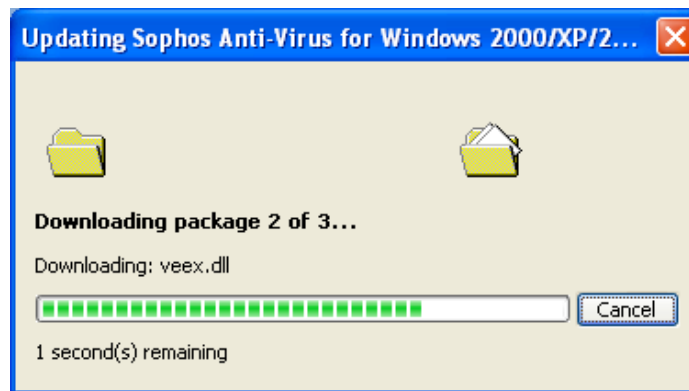 Updating Sophos Anti-Virus for Windows 2000/XP/2...
Downloading package 2 of 3...
Downloading: veex.dll
Cancel
1 second(s) remaining